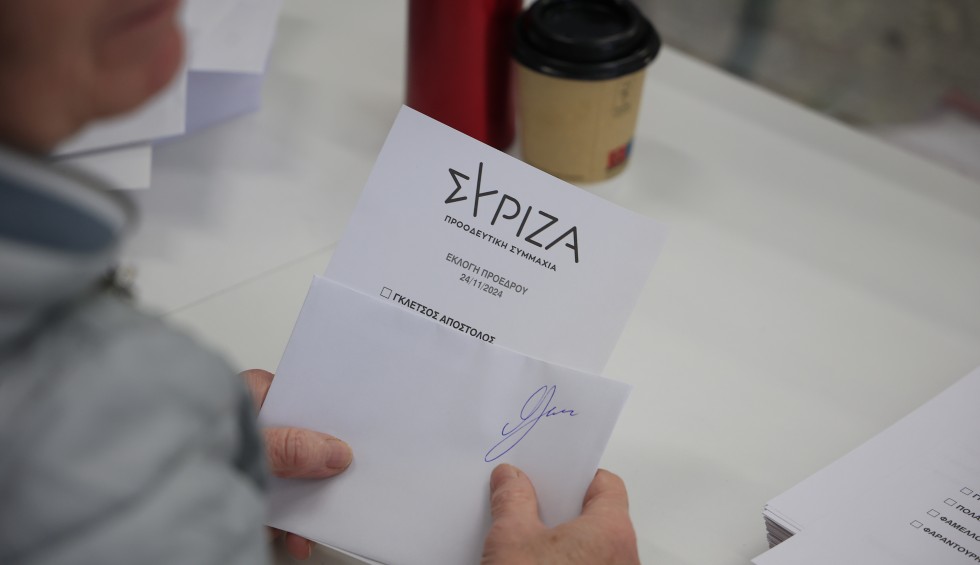 ΣΥΡΙΖΑ
ΠΡΟΟΔΕΥΤΙΚΗ ΣΥΜΜΑΧΙΑ
ΕΚΛΟΓΗ ΠΡΟΕΔΡΟΥ
24/11/2024
ΓΚΛΕΤΣΟΣ ΑΠΟΣΤΟΛΟΣ